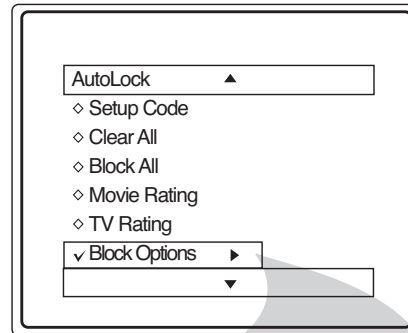 AutoLock ▲
◇ Setup Code
◇ Clear All
◇ Block All
◇ Movie Rating
◇ TV Rating
✓ Block Options ▶
▼